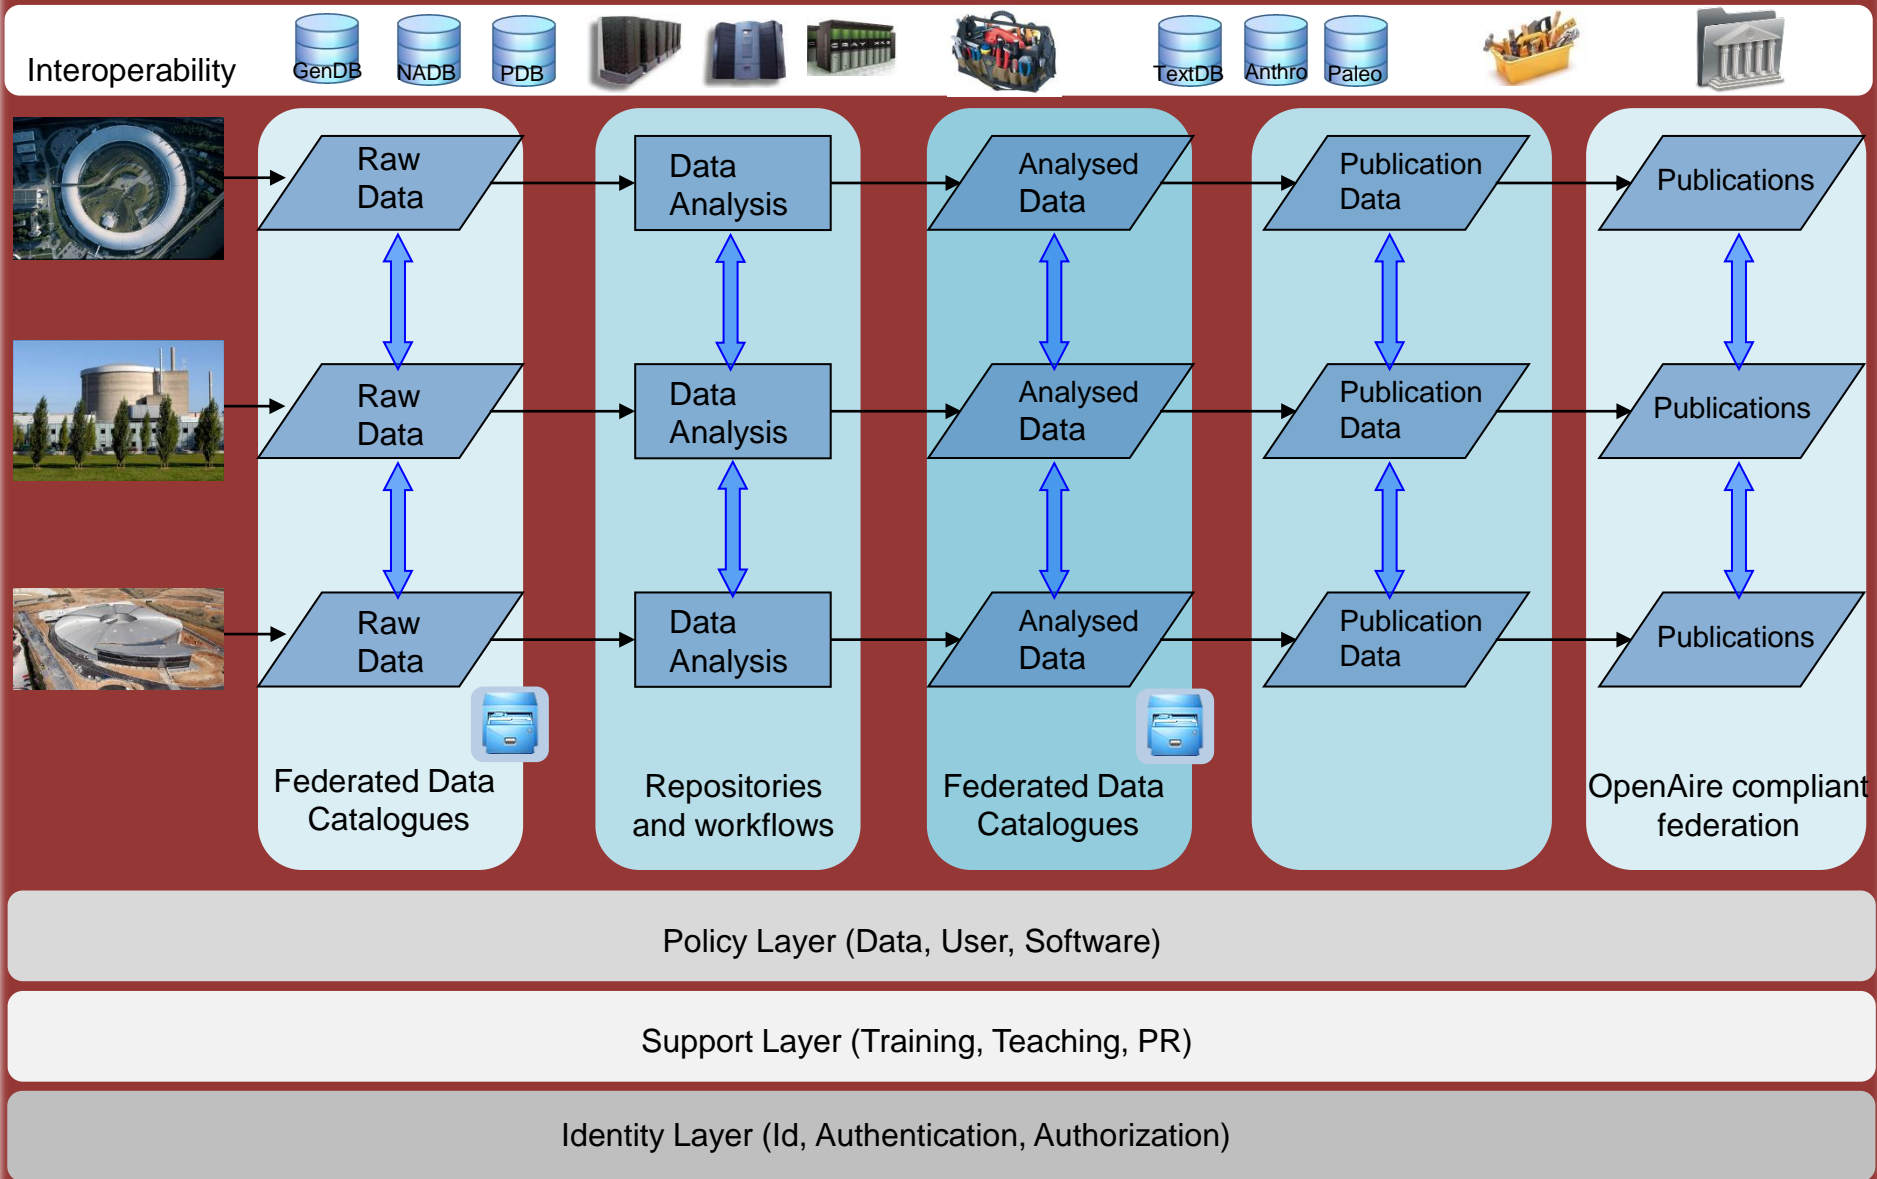 Interoperability
GenDB
NADB
PDB
CRAY XK6
TextDB
Anthro
Paleo
Raw
Data
Data
Analysis
Analysed
Data
Publication
Data
Publications
Raw
Data
Data
Analysis
Analysed
Data
Publication
Data
Publications
Raw
Data
Data
Analysis
Analysed
Data
Publication
Data
Publications
Federated Data
Catalogues
Repositories
and workflows
Federated Data
Catalogues
OpenAire compliant
federation
Policy Layer (Data, User, Software)
Support Layer (Training, Teaching, PR)
Identity Layer (Id, Authentication, Authorization)